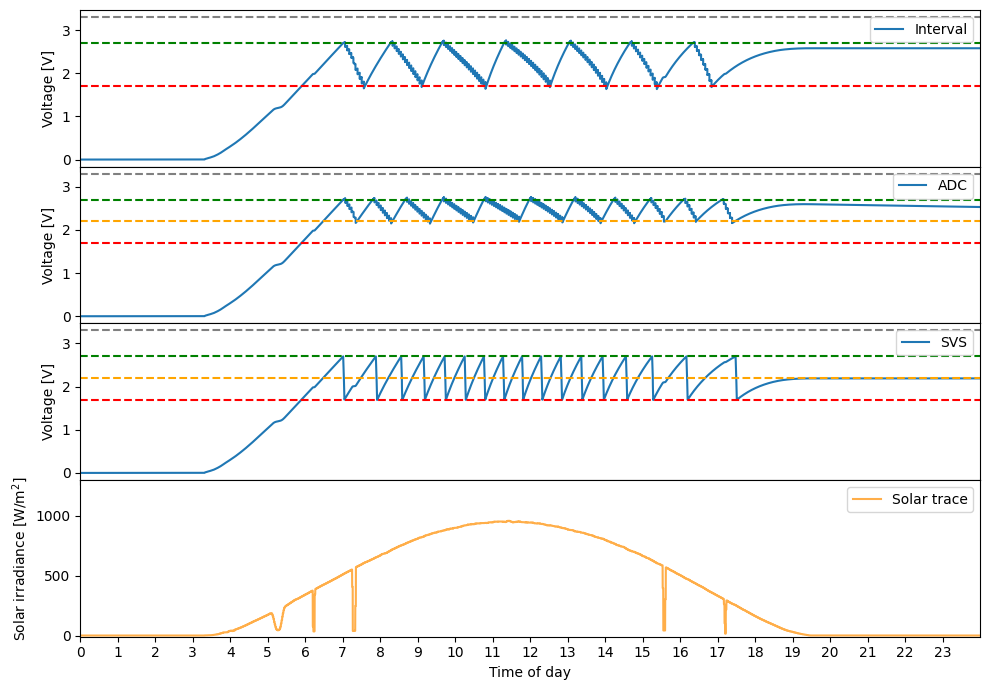 3
2
1
0
Voltage [V]
Interval
3
2
1
0
Voltage [V]
ADC
3
2
1
0
Voltage [V]
SVS
1000
500
0
Solar irradiance [W/m²]
Solar trace
0 1 2 3 4 5 6 7 8 9 10 11 12 13 14 15 16 17 18 19 20 21 22 23
Time of day